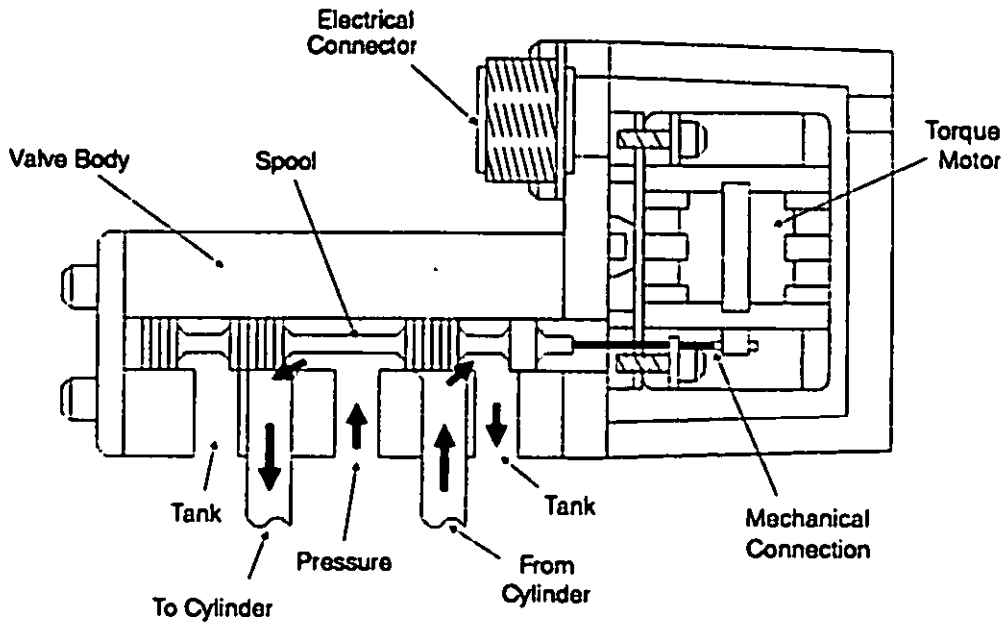 Electrical
Connector
Valve Body
Spool
Torque
Motor
Tank
Tank
Pressure
Mechanical
Connection
To Cylinder
From
Cylinder